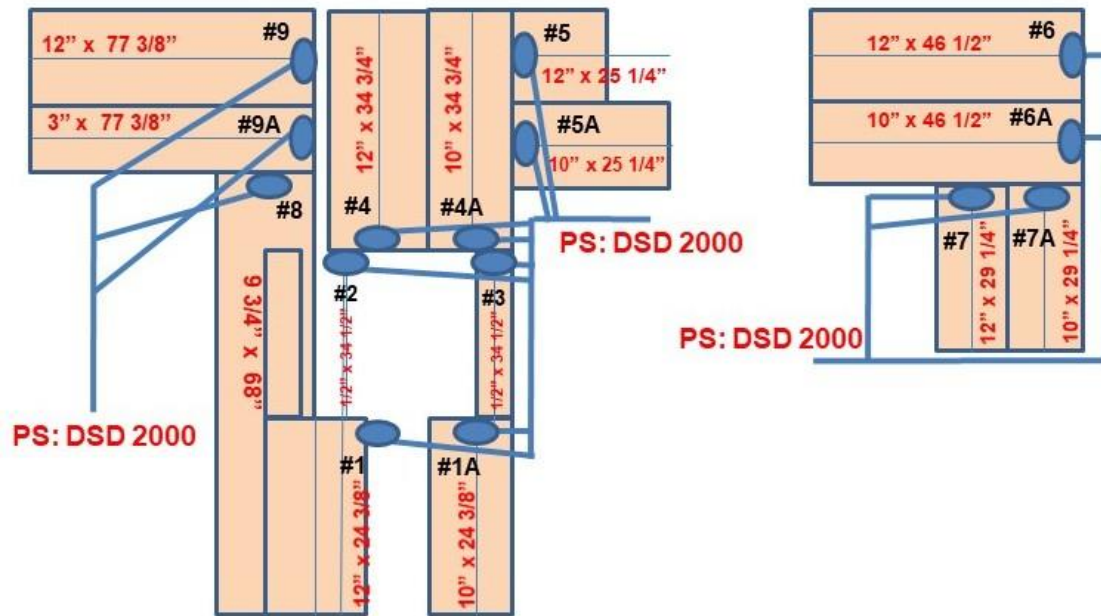 #9
12” x 77 3/8”
3” x 77 3/8”
#9A
#8
9 3/4” x 68”
PS: DSD 2000
12” x 34 3/4”
10” x 34 3/4”
#4
#4A
#5
12” x 25 1/4”
#5A
10” x 25 1/4”
PS: DSD 2000
#2
#3
1/2” x 34 1/2”
1/2” x 34 1/2”
#1
#1A
12” x 24 3/8”
10” x 24 3/8”
12” x 46 1/2”
#6
10” x 46 1/2”
#6A
#7
#7A
12” x 29 1/4”
10” x 29 1/4”
PS: DSD 2000